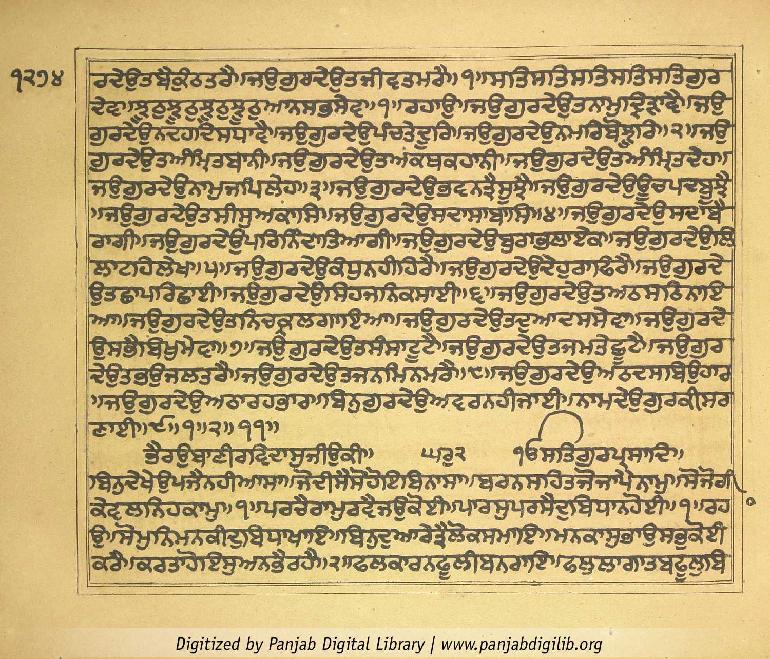 ੧੨੭੪
ਰਦੇਉਤਬੈਕੁੰਠਤਰੈ॥ਜਉਗੁਰਦੇਉਤਜੀਵਤਮਰੈ॥੧॥ਸਤਿਸਤਿਸਤਿਸਤਿਸਤਿਗੁਰ
ਦੇਵ॥ਝੂਠੁਝੂਠੁਝੂਠੁਝੂਠੁਆਨਸਭਸੇਵ॥੧॥ਰਹਾਉ॥ਜਉਗੁਰਦੇਉਤਨਾਮੁਦ੍ਰਿੜਾਵੈ॥ਜਉ
ਗੁਰਦੇਉਨਦਹਦਿਸਧਾਵੈ॥ਜਉਗੁਰਦੇਉਪੰਚਤੇਦੂਰਿ॥ਜਉਗੁਰਦੇਉਨਮਰਿਬੋਝੂਰਿ॥੨॥ਜਉ
ਗੁਰਦੇਉਤਅੰਮ੍ਰਿਤਬਾਨੀ॥ਜਉਗੁਰਦੇਉਤਅਕਥਕਹਾਨੀ॥ਜਉਗੁਰਦੇਉਤਅੰਮ੍ਰਿਤਦੇਹ॥
ਜਉਗੁਰਦੇਉਨਾਮੁਜਪਿਲੇਹਿ॥੩॥ਜਉਗੁਰਦੇਉਭਵਨਤ੍ਰੈਸੂਝੈ॥ਜਉਗੁਰਦੇਉਊਚਪਦਬੂਝੈ
॥ਜਉਗੁਰਦੇਉਤਸੀਸੁਅਕਾਸਿ॥ਜਉਗੁਰਦੇਉਸਦਾਸਾਬਾਸਿ॥੪॥ਜਉਗੁਰਦੇਉਸਦਾਬੈ
ਰਾਗੀ॥ਜਉਗੁਰਦੇਉਪਰਨਿੰਦਾਤਿਆਗੀ॥ਜਉਗੁਰਦੇਉਬੁਰਾਭਲਾਏਕ॥ਜਉਗੁਰਦੇਉਲਿ
ਲਾਟਹਿਲੇਖ॥੫॥ਜਉਗੁਰਦੇਉਕੰਧੁਨਹੀਹਿਰੈ॥ਜਉਗੁਰਦੇਉਦੇਹੁਰਾਫਿਰੈ॥ਜਉਗੁਰਦੇ
ਉਤਛਾਪਰਿਛਾਈ॥ਜਉਗੁਰਦੇਉਸਿਹਜਨਿਕਸਾਈ॥੬॥ਜਉਗੁਰਦੇਉਤਅਠਸਠਿਨਾਇ
ਆ॥ਜਉਗੁਰਦੇਉਤਨਿਚਕ੍ਰਲਗਾਇਆ॥ਜਉਗੁਰਦੇਉਤਦੁਆਦਸਸੇਵਾ॥ਜਉਗੁਰਦੇ
ਉਸਭੈਬਿਖੁਮੇਵਾ॥੭॥ਜਉਗੁਰਦੇਉਤਸੰਸਾਟੂਟੈ॥ਜਉਗੁਰਦੇਉਤਜਮਤੇਛੂਟੈ॥ਜਉਗੁਰ
ਦੇਉਤਭਉਜਲਤਰੈ॥ਜਉਗੁਰਦੇਉਤਜਨਮਿਨਮਰੈ॥੮॥ਜਉਗੁਰਦੇਉਅਠਦਸਬਿਉਹਾਰ
॥ਜਉਗੁਰਦੇਉਅਠਾਰਹਭਾਰ॥ਬਿਨੁਗੁਰਦੇਉਅਵਰਨਹੀਜਾਈ॥ਨਾਮਦੇਉਗੁਰਕੀਸਰ
ਣਾਈ॥੯॥੧॥੨॥੧੧॥
ਭੈਰਉਬਾਣੀਰਵਿਦਾਸਜੀਉਕੀ॥ ਘਰੁ੨ ੴਸਤਿਗੁਰਪ੍ਰਸਾਦਿ॥
ਬਿਨੁਦੇਖੇਉਪਜੈਨਹੀਆਸਾ॥ਜੋਦੀਸੈਸੋਹੋਇਬਿਨਾਸਾ॥ਬਰਨਸਹਿਤਜੋਜਾਪੈਨਾਮੁ॥ਸੋਜੋਗੀ
ਕੇਵਲਨਿਹਕਾਮੁ॥੧॥ਪਰਚੈਰਾਮੁਰਵੈਜਉਕੋਈ॥ਪਾਰਸੁਪਰਸੈਦੁਬਿਧਾਨਹੋਈ॥੧॥ਰਹਾ
ਉ॥ਸੋਮੁਨਿਮਨਕੀਦੁਬਿਧਾਖਾਇ॥ਬਿਨੁਦੁਆਰੇਤ੍ਰੈਲੋਕਸਮਾਇ॥ਮਨਕਾਸੁਭਾਉਸਭੁਕੋਈ
ਕਰੈ॥ਕਰਤਾਹੋਇਸੁਅਨਭੈਰਹੈ॥੨॥ਫਲਕਾਰਨਫੂਲੀਬਨਰਾਇ॥ਫਲੁਲਾਗਾਤਬਫੂਲੁਬਿ
Digitized by Panjab Digital Library | www.panjabdigilib.org